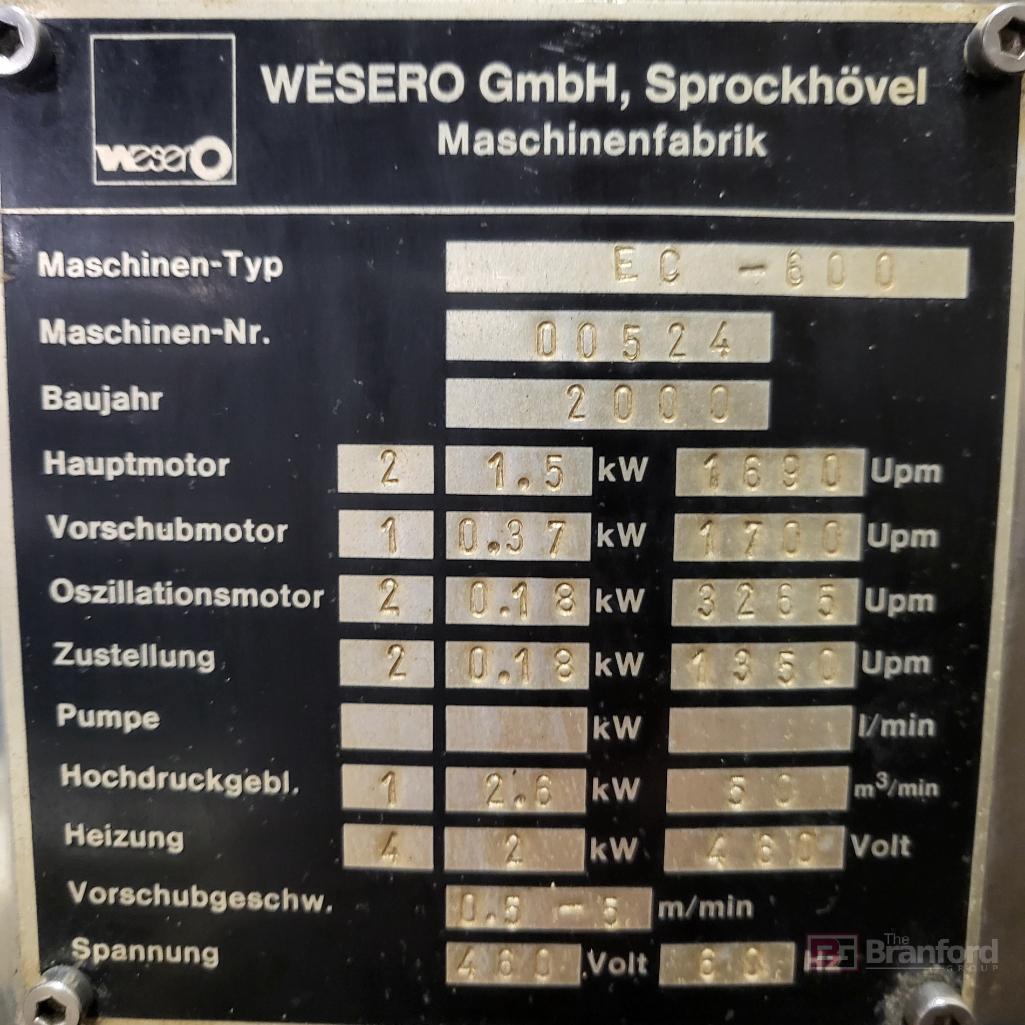 weserO
WESERO GmbH, Sprockhövel
Maschinenfabrik
Maschinen-Typ EC -600
Maschinen-Nr. 00524
Baujahr 2000
Hauptmotor 2 1.5 kW 1690 Upm
Vorschubmotor 1 0.37 kW 1700 Upm
Oszillationsmotor 2 0.18 kW 3265 Upm
Zustellung 2 0.18 kW 1350 Upm
Pumpe kW l/min
Hochdruckgebl. 1 2.6 kW 50 m³/min
Heizung 4 2 kW 460 Volt
Vorschubgeschw. 0.5 - 5 m/min
Spannung 460 Volt 60 Hz
The
Branford
GROUP